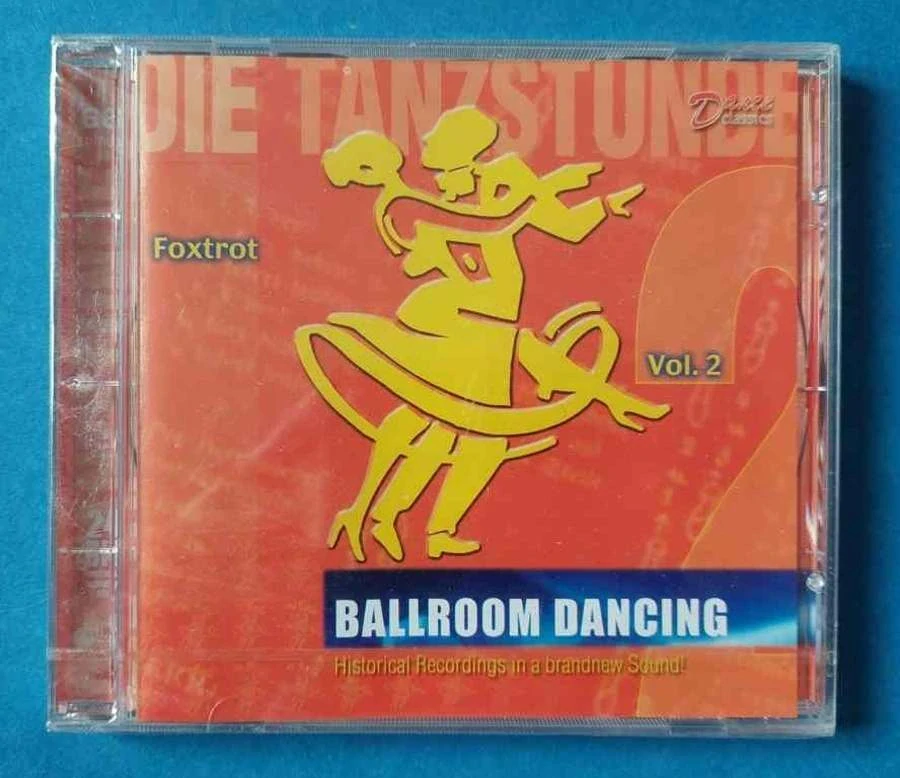 DIE TANZSTUNDE
Dance
classics
Foxtrot
Vol. 2
BALLROOM DANCING
Historical Recordings in a brandnew Sound!